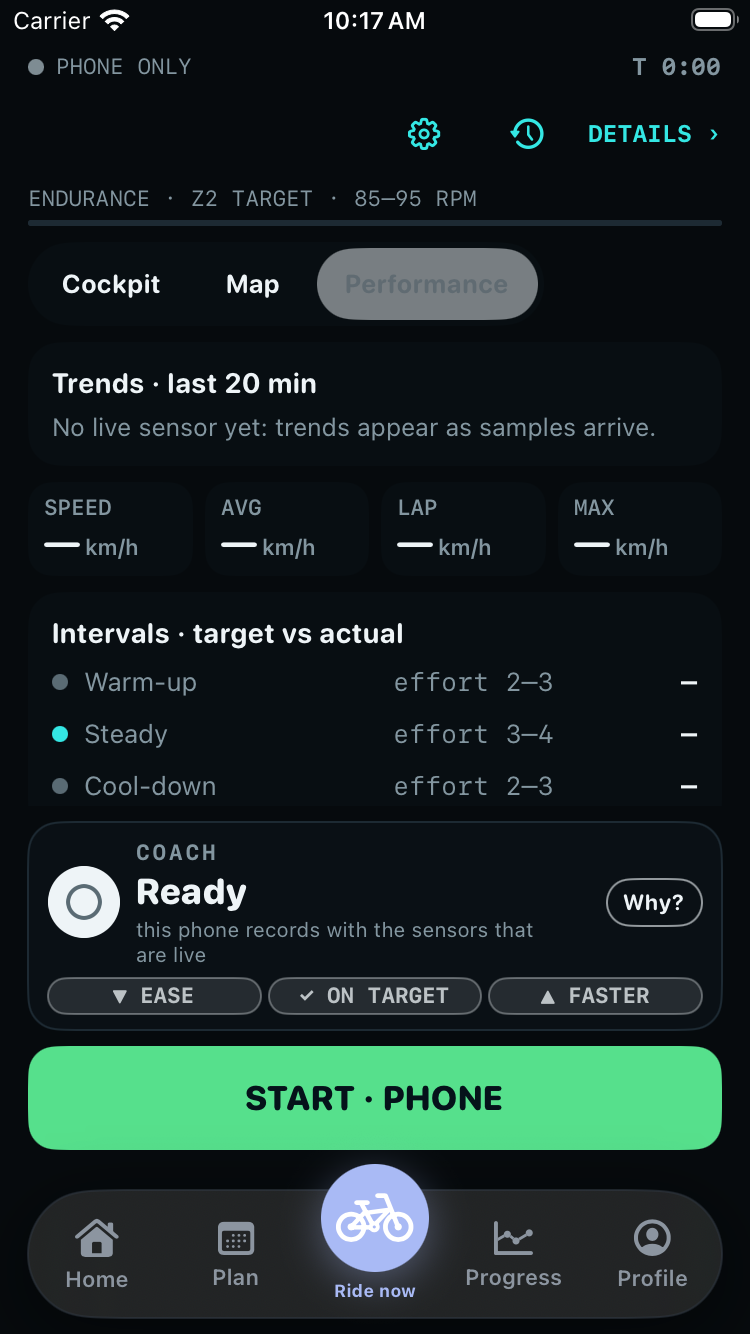 Carrier 10:17 AM
PHONE ONLY T 0:00
DETAILS ›
ENDURANCE · Z2 TARGET · 85–95 RPM
Cockpit Map Performance
Trends · last 20 min
No live sensor yet: trends appear as samples arrive.
SPEED AVG LAP MAX
— km/h — km/h — km/h — km/h
Intervals · target vs actual
Warm-up effort 2–3 –
Steady effort 3–4 –
Cool-down effort 2–3 –
COACH
Ready
Why?
this phone records with the sensors that
are live
▼ EASE ✓ ON TARGET ▲ FASTER
START · PHONE
Home Plan Ride now Progress Profile